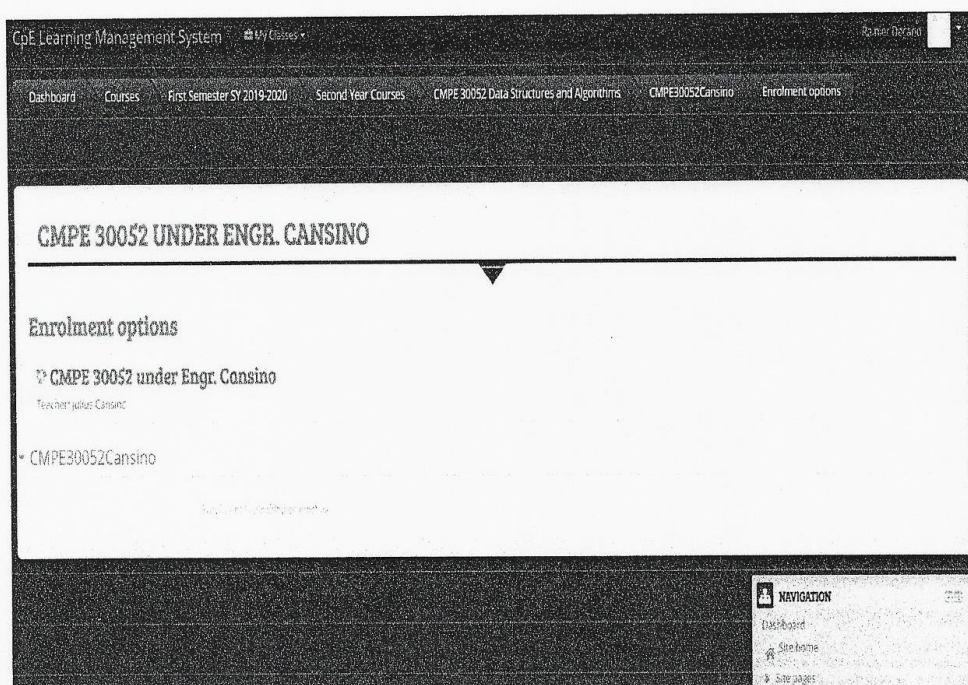 CpE Learning Management System My Classes
Rainier
Dashboard Courses First Semester SY 2019-2020 Second Year Courses CMPE 30052 Data Structures and Algorithms CMPE30052Cansino Enrolment options
CMPE 30052 UNDER ENGR. CANSINO
Enrolment options
CMPE 30052 under Engr. Cansino
Teacher: Julius Cansino
CMPE30052Cansino
NAVIGATION
Dashboard
Site home
Site pages